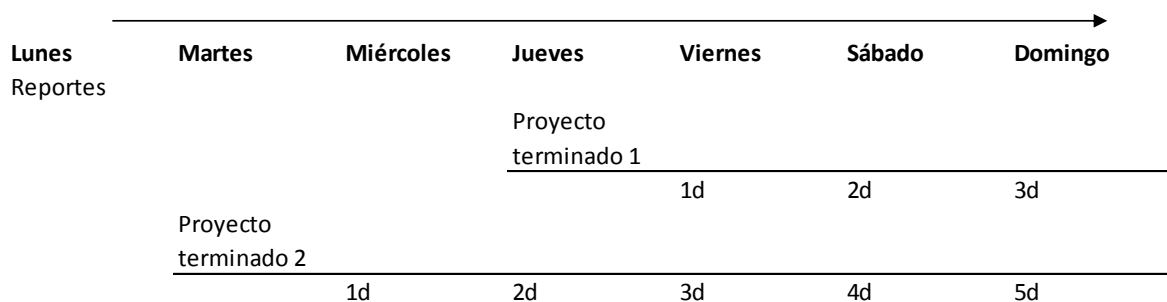 Lunes Martes Miércoles Jueves Viernes Sábado Domingo
Reportes
Proyecto
terminado 1
1d 2d 3d
Proyecto
terminado 2
1d 2d 3d 4d 5d